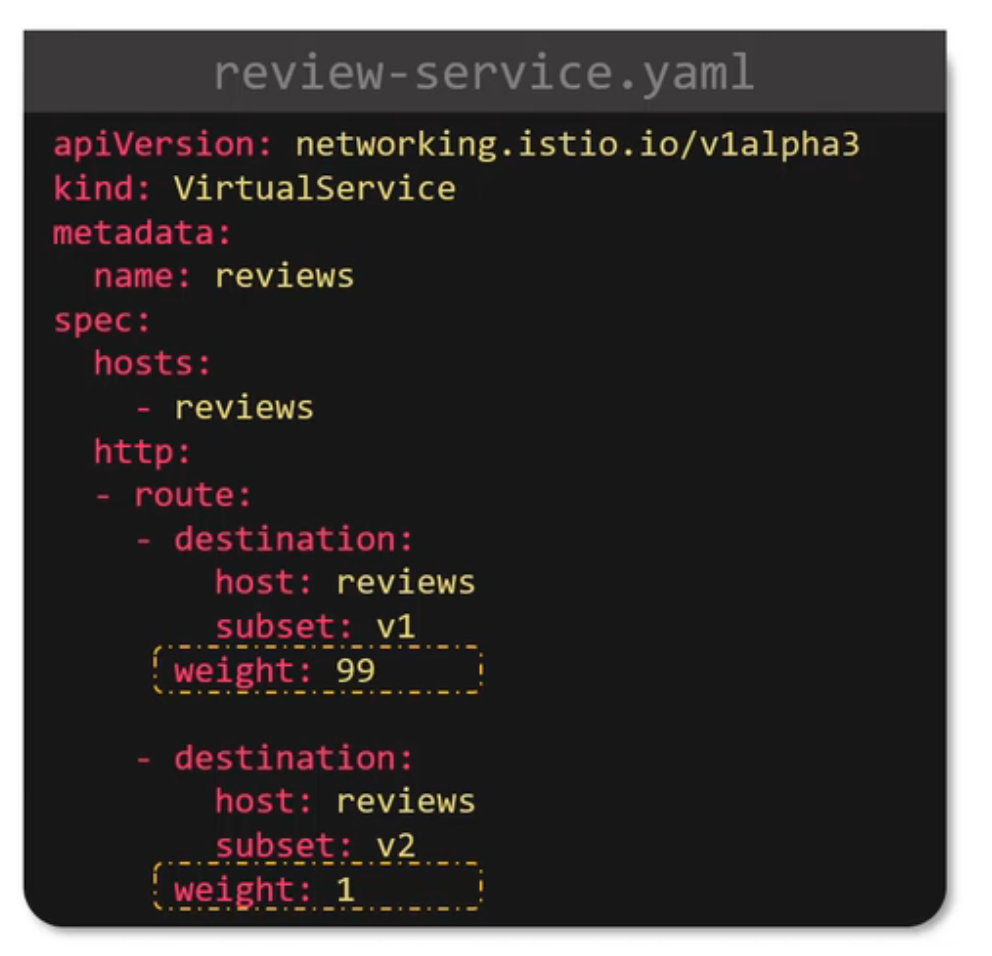 review-service.yaml
apiVersion: networking.istio.io/v1alpha3
kind: VirtualService
metadata:
  name: reviews
spec:
  hosts:
    - reviews
  http:
  - route:
    - destination:
        host: reviews
        subset: v1
      weight: 99
    - destination:
        host: reviews
        subset: v2
      weight: 1